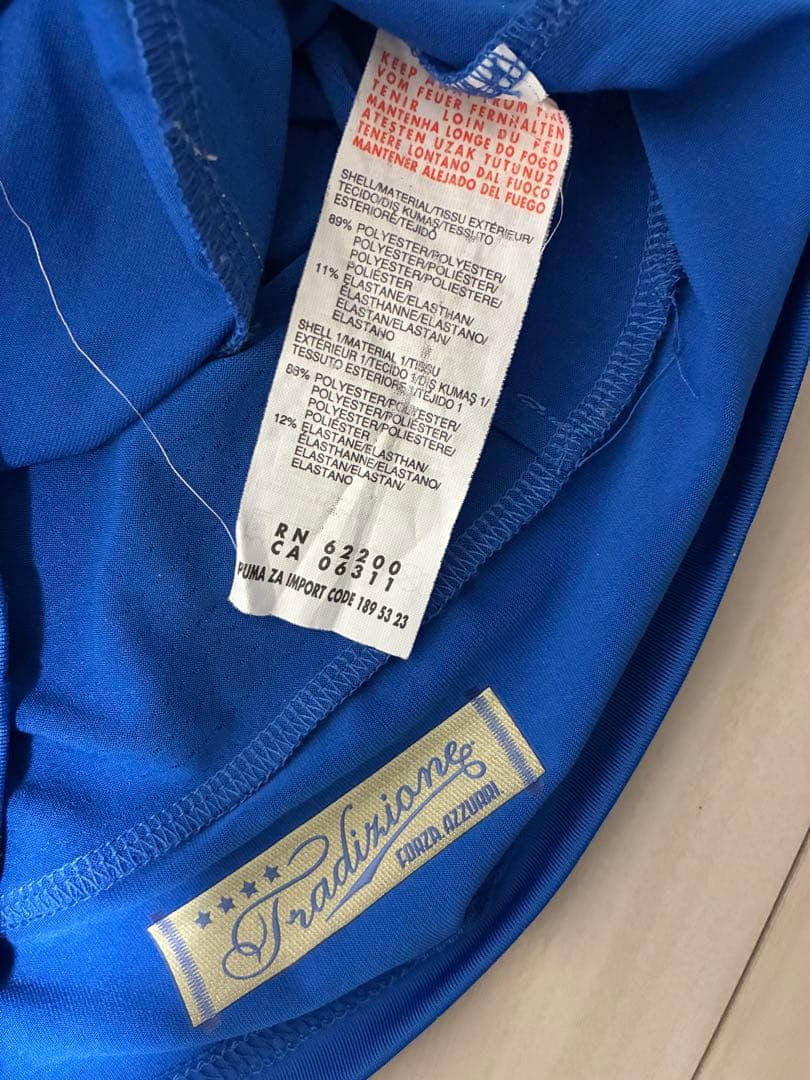 KEEP FROM FIRE
VOM FEUER FERNHALTEN
TENIR LOIN DU FEU
MANTENHA LONGE DO FOGO
ATESTEN UZAK TUTUNUZ
TENERE LONTANO DAL FUOCO
MANTENER ALEJADO DEL FUEGO
SHELL/MATERIAL/TISSU EXTÉRIEUR/
TECIDO/DIŞ KUMAŞ/TESSUTO
ESTERIORE/TEJIDO
89% POLYESTER/POLYESTER/
POLYESTER/POLIÉSTER/
POLYESTER/POLIESTERE/
POLIÉSTER
11% ELASTANE/ELASTHAN/
ÉLASTHANNE/ELASTANO/
ELASTAN/ELASTAN/
ELASTANO
SHELL 1/MATERIAL 1/TISSU
EXTÉRIEUR 1/TECIDO 1/DIŞ KUMAŞ 1/
TESSUTO ESTERIORE 1/TEJIDO 1
88% POLYESTER/POLYESTER/
POLYESTER/POLIÉSTER/
POLYESTER/POLIESTERE/
POLIÉSTER
12% ELASTANE/ELASTHAN/
ÉLASTHANNE/ELASTANO/
ELASTAN/ELASTAN/
ELASTANO
RN 62200
CA 06311
PUMA ZA IMPORT CODE 189 53 23
Tradizione
FORZA AZZURRI